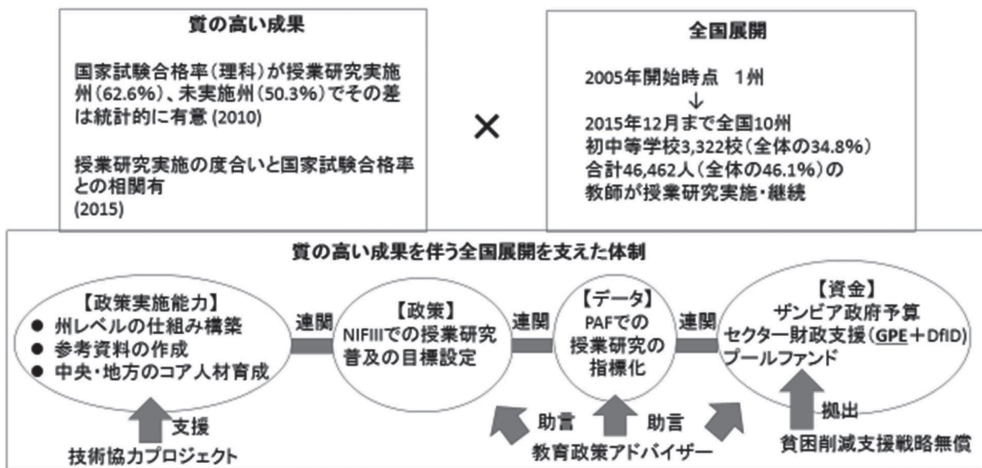 質の高い成果
国家試験合格率(理科)が授業研究実施
州(62.6%)、未実施州(50.3%)でその差
は統計的に有意 (2010)
授業研究実施の度合いと国家試験合格率
との相関有
(2015)
×
全国展開
2005年開始時点 1州
↓
2015年12月まで全国10州
初中等学校3,322校(全体の34.8%)
合計46,462人(全体の46.1%)の
教師が授業研究実施・継続
質の高い成果を伴う全国展開を支えた体制
【政策実施能力】
● 州レベルの仕組み構築
● 参考資料の作成
● 中央・地方のコア人材育成
連関
【政策】
NIFIIIでの授業研究
普及の目標設定
連関
【データ】
PAFでの
授業研究の
指標化
連関
【資金】
ザンビア政府予算
セクター財政支援(GPE+DfID)
プールファンド
支援
技術協力プロジェクト
助言
助言
教育政策アドバイザー
拠出
貧困削減支援戦略無償